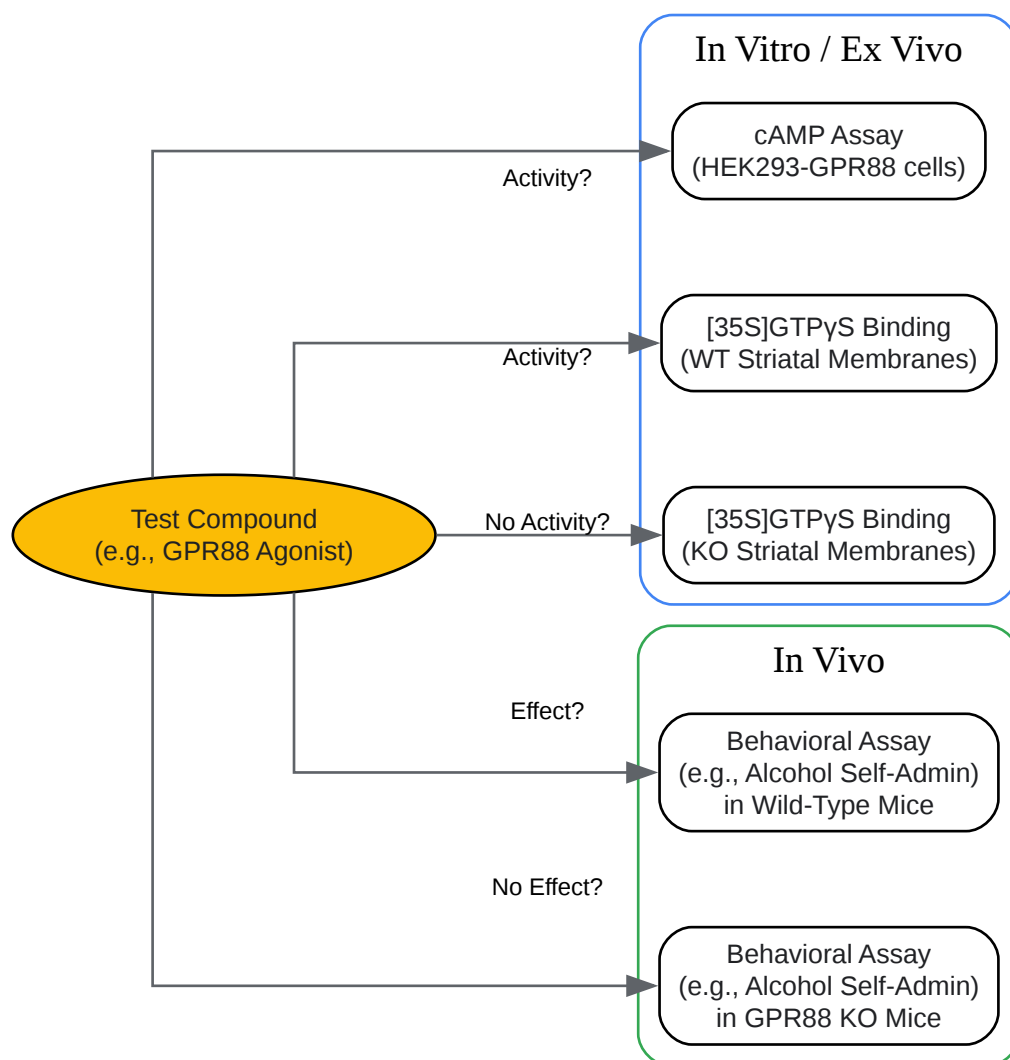 In Vitro / Ex Vivo
cAMP Assay
(HEK293-GPR88 cells)
Activity?
[35S]GTPγS Binding
(WT Striatal Membranes)
Activity?
Test Compound
(e.g., GPR88 Agonist)
No Activity?
[35S]GTPγS Binding
(KO Striatal Membranes)
In Vivo
Effect?
Behavioral Assay
(e.g., Alcohol Self-Admin)
in Wild-Type Mice
No Effect?
Behavioral Assay
(e.g., Alcohol Self-Admin)
in GPR88 KO Mice